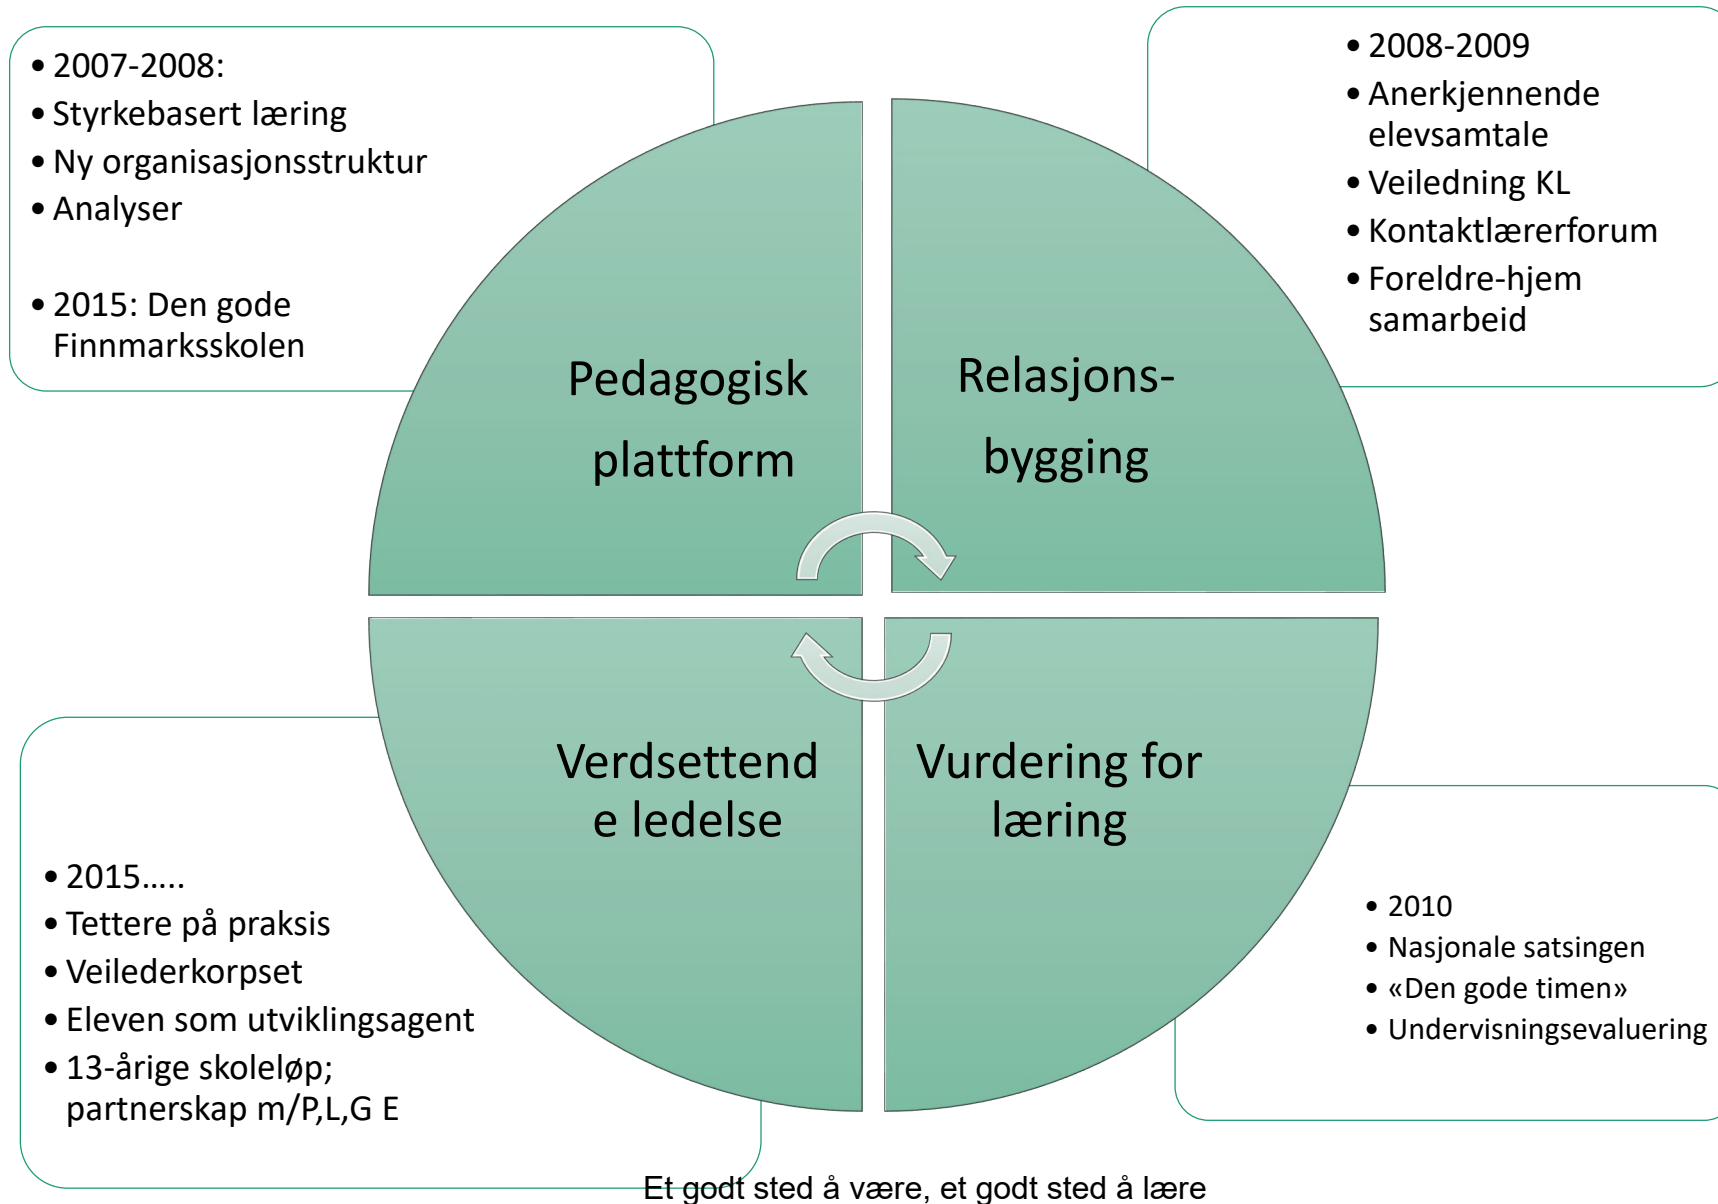 • 2007-2008:
• Styrkebasert læring
• Ny organisasjonsstruktur
• Analyser
• 2015: Den gode
Finnmarksskolen
• 2008-2009
• Anerkjennende
elevsamtale
• Veiledning KL
• Kontaktlærerforum
• Foreldre-hjem
samarbeid
Pedagogisk
plattform
Relasjons-
bygging
Verdsettend
e ledelse
Vurdering for
læring
• 2015…..
• Tettere på praksis
• Veilederkorpset
• Eleven som utviklingsagent
• 13-årige skoleløp;
partnerskap m/P,L,G E
• 2010
• Nasjonale satsingen
• «Den gode timen»
• Undervisningsevaluering
Et godt sted å være, et godt sted å lære